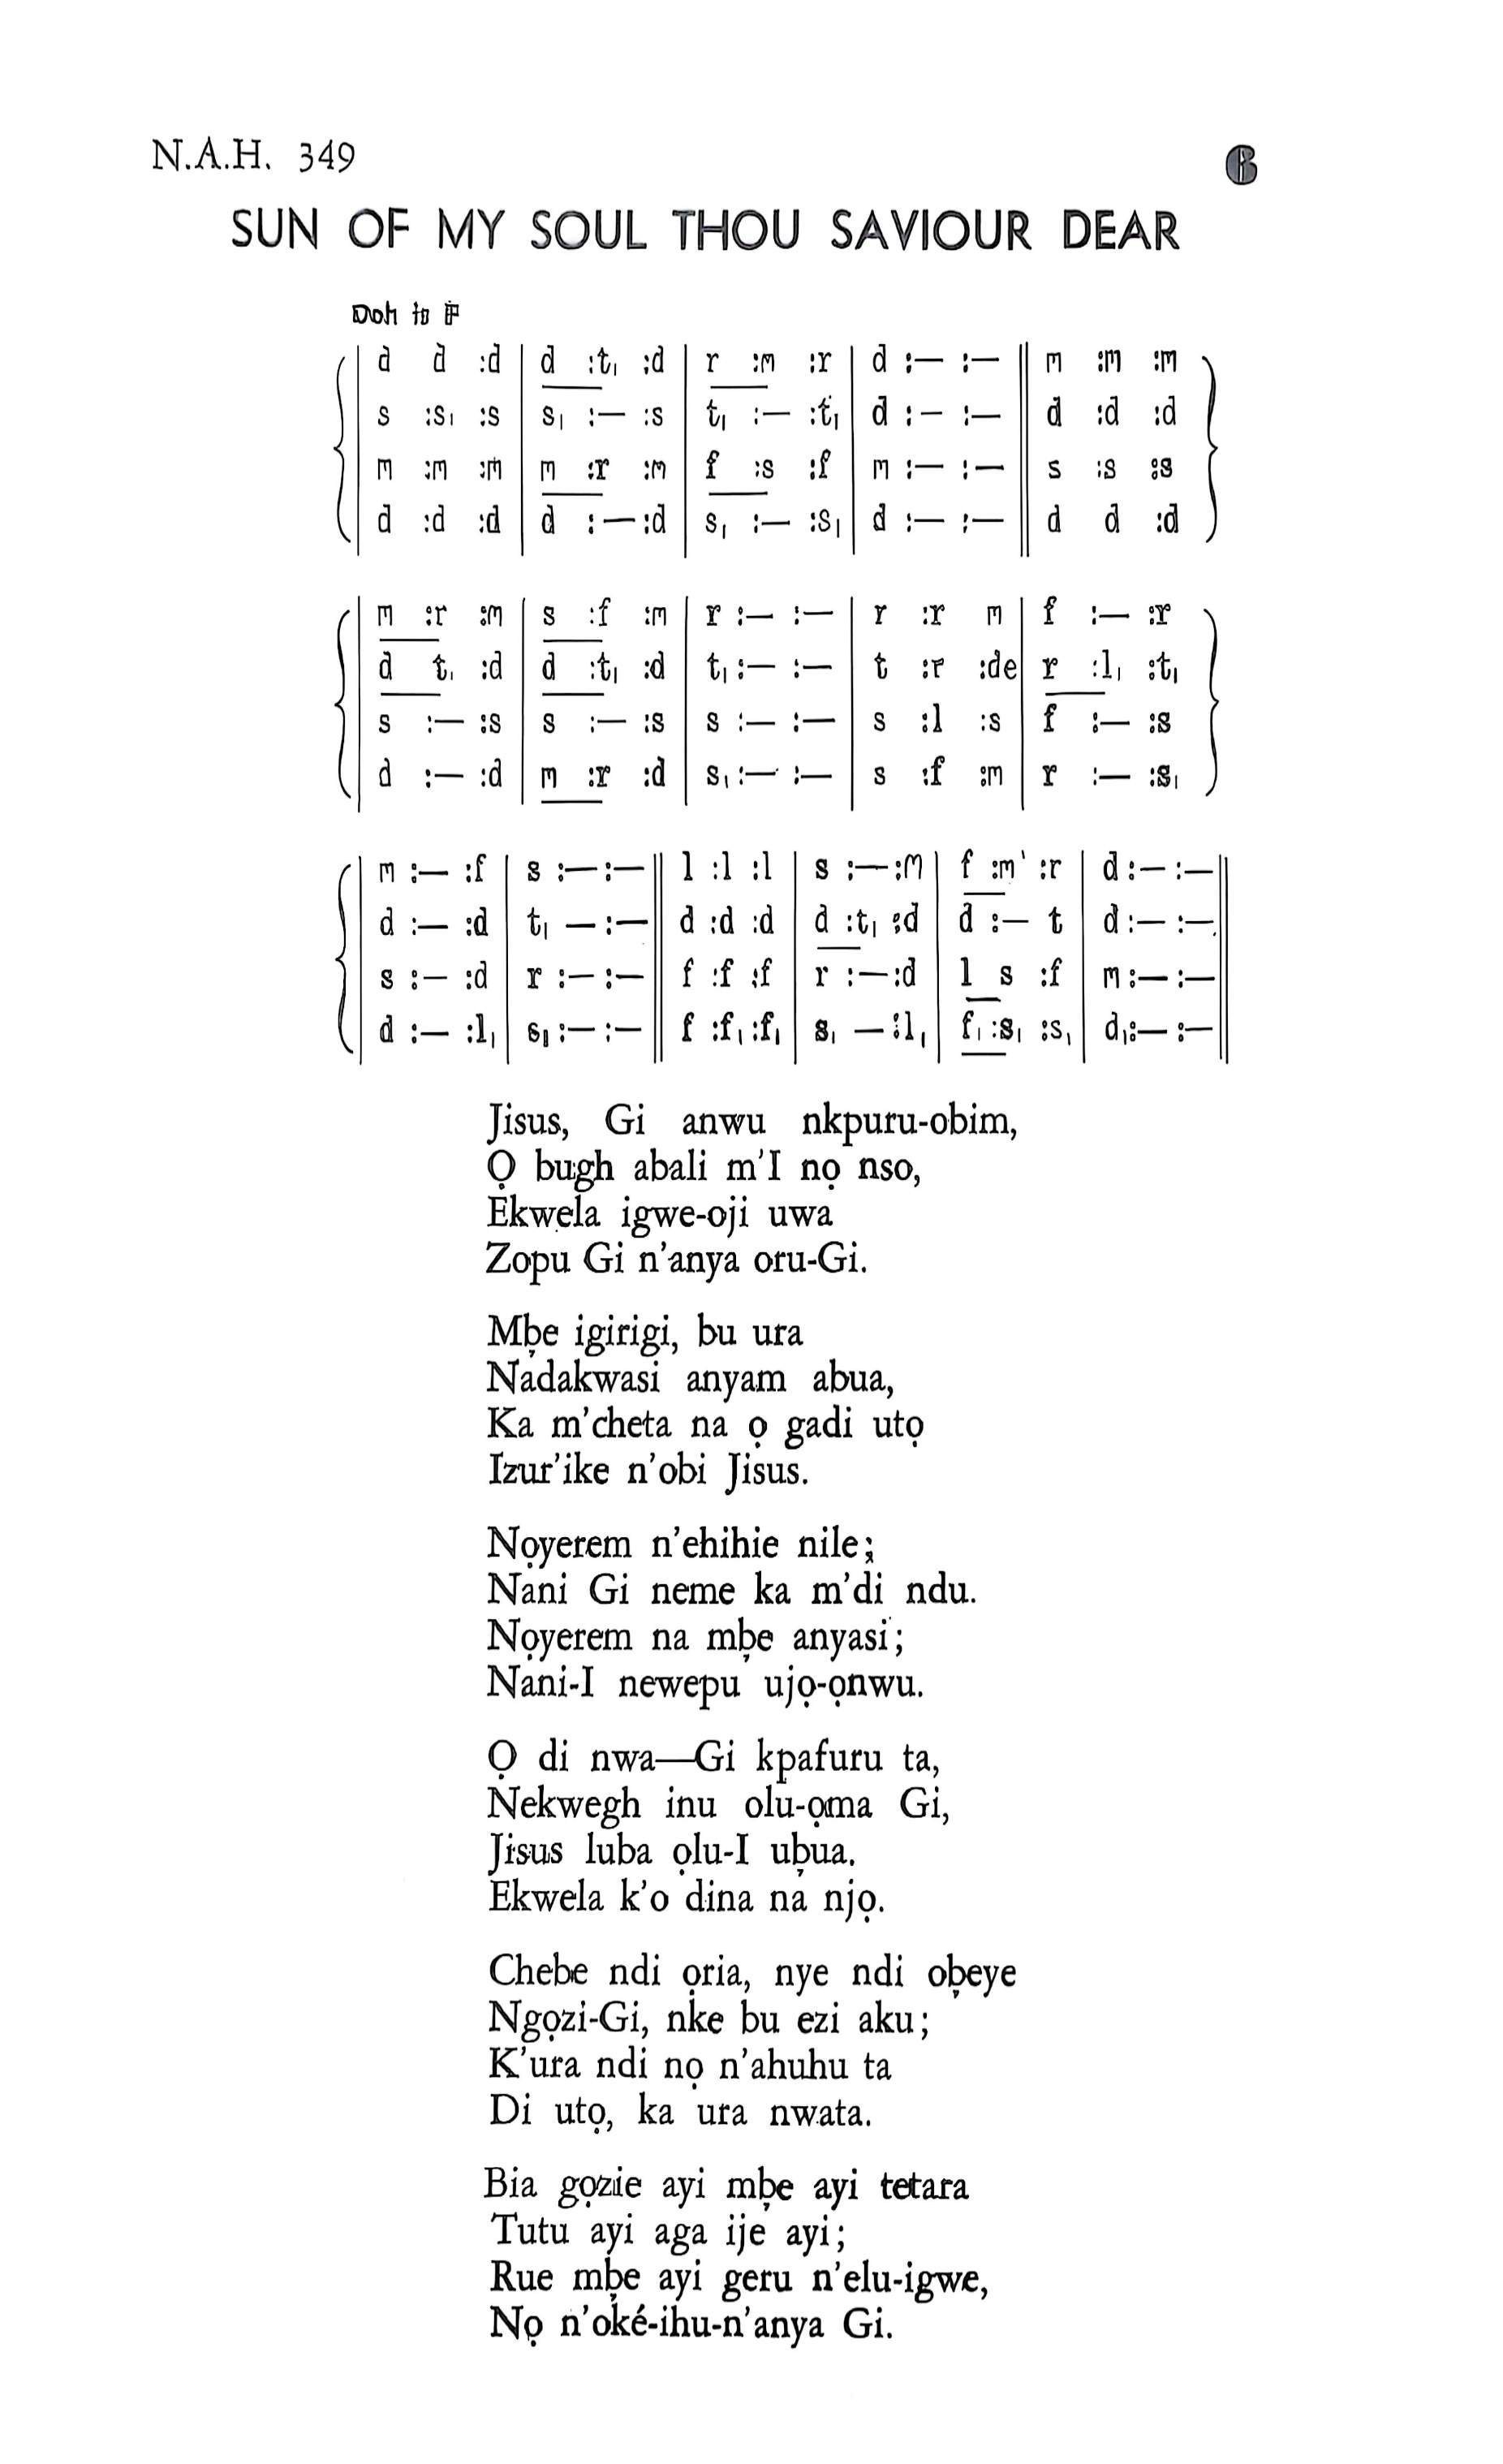 N.A.H. 349
6
SUN OF MY SOUL THOU SAVIOUR DEAR
Doh is F
d d :d | d :t, :d | r :m :r | d :— :— || m :m :m
s :s, :s | s, :— :s | t, :— :t, | d :— :— || d :d :d
m :m :m | m :r :m | f :s :f | m :— :— || s :s :s
d :d :d | d :— :d | s, :— :s, | d :— :— || d d :d
m :r :m | s :f :m | r :— :— | r :r m | f :— :r
d t, :d | d :t, :d | t, :— :— | t :r :de | r :l, :t,
s :— :s | s :— :s | s :— :— | s :l :s | f :— :s
d :— :d | m :r :d | s, :— :— | s :f :m | r :— :s,
m :— :f | s :— :— || l :l :l | s :— :m | f :m' :r | d :— :— ||
d :— :d | t, — :— || d :d :d | d :t, :d | d :— t | d :— :— ||
s :— :d | r :— :— || f :f :f | r :— :d | l s :f | m :— :— ||
d :— :l, | s, :— :— || f :f, :f, | s, — :l, | f, :s, :s, | d, :— :— ||
Jisus, Gi anwu nkpuru-obim,
Ọ bugh abali m'I nọ nso,
Ekwela igwe-oji uwa
Zopu Gi n'anya oru-Gi.
Mḅe igirigi, bu ura
Nadakwasi anyam abua,
Ka m'cheta na ọ gadi utọ
Izur'ike n'obi Jisus.
Nọyerem n'ehihie nile;
Nani Gi neme ka m'di ndu.
Nọyerem na mḅe anyasi;
Nani-I newepu ujọ-ọnwu.
Ọ di nwa—Gi kpafuru ta,
Nekwegh inu olu-ọma Gi,
Jisus luba ọlu-I uḅua.
Ekwela k'o dina na njọ.
Chebe ndi ọria, nye ndi oḅeye
Ngọzi-Gi, nke bu ezi aku;
K'ura ndi nọ n'ahuhu ta
Di utọ, ka ura nwata.
Bia gọzie ayi mḅe ayi tetara
Tutu ayi aga ije ayi;
Rue mḅe ayi geru n'elu-igwe,
Nọ n'oké-ihu-n'anya Gi.